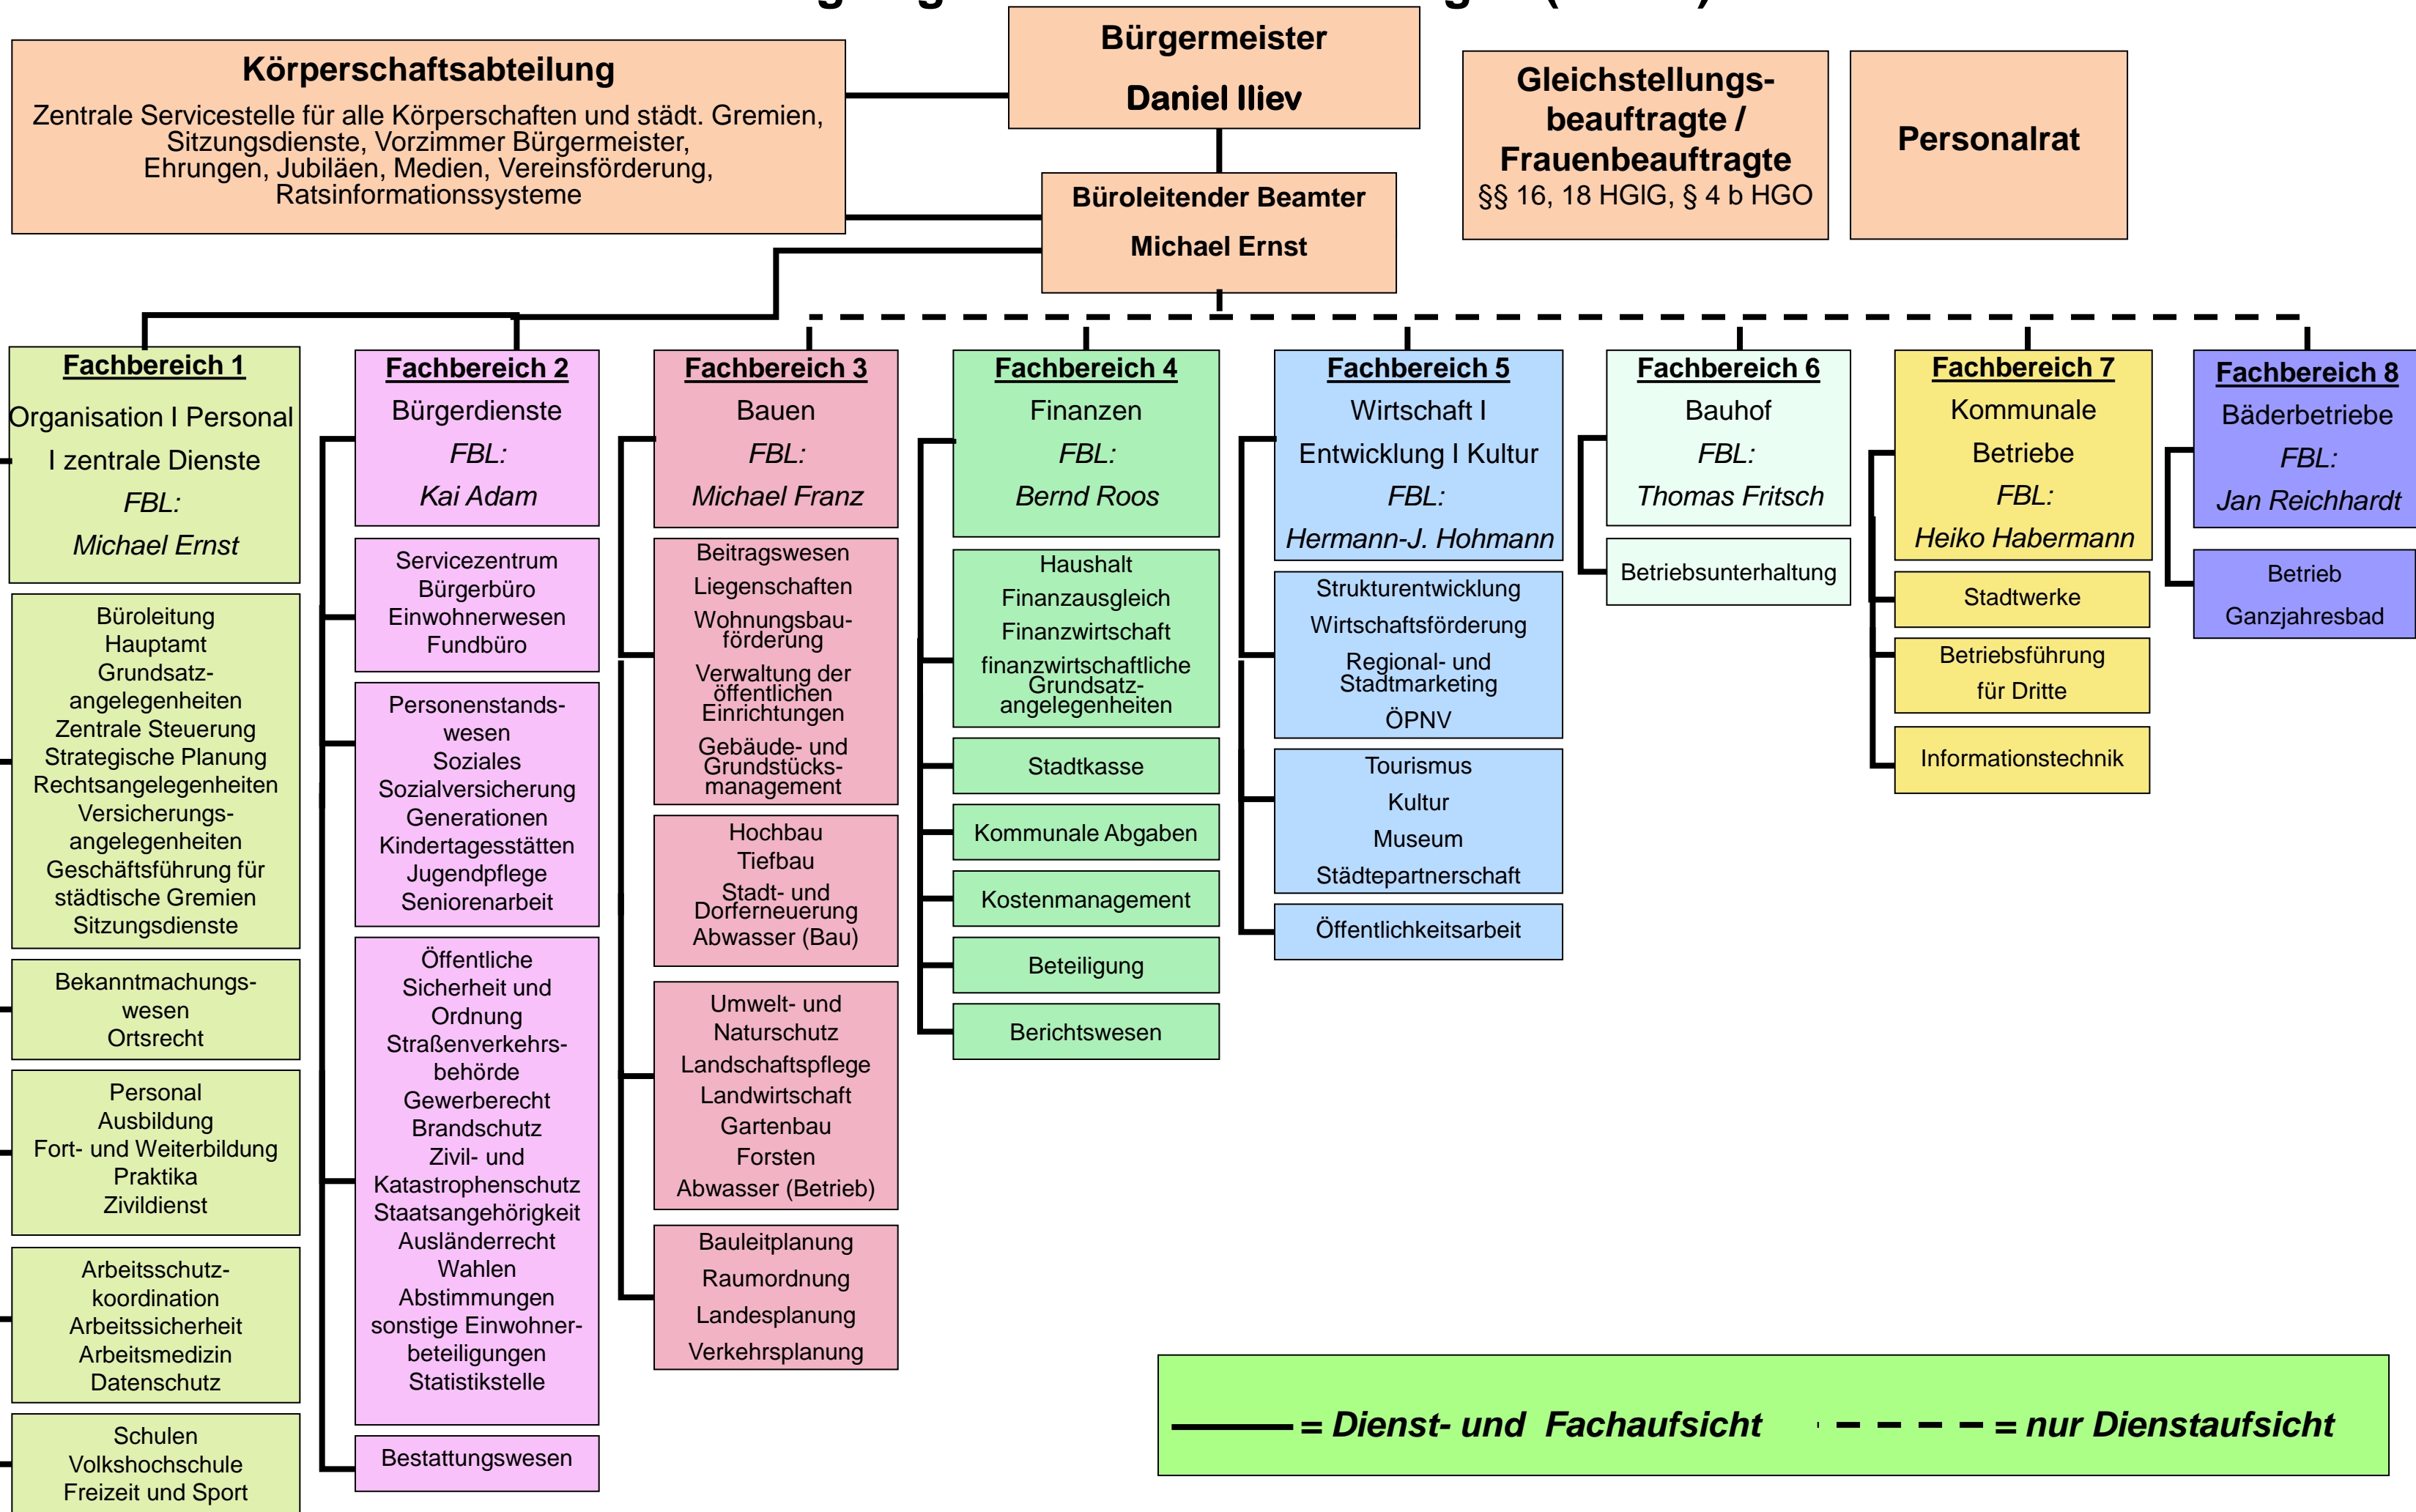 Bürgermeister
Daniel Iliev
Körperschaftsabteilung
Zentrale Servicestelle für alle Körperschaften und städt. Gremien,
Sitzungsdienste, Vorzimmer Bürgermeister,
Ehrungen, Jubiläen, Medien, Vereinsförderung,
Ratsinformationssysteme
Gleichstellungs-
beauftragte /
Frauenbeauftragte
§§ 16, 18 HGlG, § 4 b HGO
Personalrat
Büroleitender Beamter
Michael Ernst
Fachbereich 1
Organisation I Personal
I zentrale Dienste
FBL:
Michael Ernst
Büroleitung
Hauptamt
Grundsatz-
angelegenheiten
Zentrale Steuerung
Strategische Planung
Rechtsangelegenheiten
Versicherungs-
angelegenheiten
Geschäftsführung für
städtische Gremien
Sitzungsdienste
Bekanntmachungs-
wesen
Ortsrecht
Personal
Ausbildung
Fort- und Weiterbildung
Praktika
Zivildienst
Arbeitsschutz-
koordination
Arbeitssicherheit
Arbeitsmedizin
Datenschutz
Schulen
Volkshochschule
Freizeit und Sport
Fachbereich 2
Bürgerdienste
FBL:
Kai Adam
Servicezentrum
Bürgerbüro
Einwohnerwesen
Fundbüro
Personenstands-
wesen
Soziales
Sozialversicherung
Generationen
Kindertagesstätten
Jugendpflege
Seniorenarbeit
Öffentliche
Sicherheit und
Ordnung
Straßenverkehrs-
behörde
Gewerberecht
Brandschutz
Zivil- und
Katastrophenschutz
Staatsangehörigkeit
Ausländerrecht
Wahlen
Abstimmungen
sonstige Einwohner-
beteiligungen
Statistikstelle
Bestattungswesen
Fachbereich 3
Bauen
FBL:
Michael Franz
Beitragswesen
Liegenschaften
Wohnungsbau-
förderung
Verwaltung der
öffentlichen
Einrichtungen
Gebäude- und
Grundstücks-
management
Hochbau
Tiefbau
Stadt- und
Dorferneuerung
Abwasser (Bau)
Umwelt- und
Naturschutz
Landschaftspflege
Landwirtschaft
Gartenbau
Forsten
Abwasser (Betrieb)
Bauleitplanung
Raumordnung
Landesplanung
Verkehrsplanung
Fachbereich 4
Finanzen
FBL:
Bernd Roos
Haushalt
Finanzausgleich
Finanzwirtschaft
finanzwirtschaftliche
Grundsatz-
angelegenheiten
Stadtkasse
Kommunale Abgaben
Kostenmanagement
Beteiligung
Berichtswesen
Fachbereich 5
Wirtschaft I
Entwicklung I Kultur
FBL:
Hermann-J. Hohmann
Strukturentwicklung
Wirtschaftsförderung
Regional- und
Stadtmarketing
ÖPNV
Tourismus
Kultur
Museum
Städtepartnerschaft
Öffentlichkeitsarbeit
Fachbereich 6
Bauhof
FBL:
Thomas Fritsch
Betriebsunterhaltung
Fachbereich 7
Kommunale
Betriebe
FBL:
Heiko Habermann
Stadtwerke
Betriebsführung
für Dritte
Informationstechnik
Fachbereich 8
Bäderbetriebe
FBL:
Jan Reichhardt
Betrieb
Ganzjahresbad
= Dienst- und Fachaufsicht
= nur Dienstaufsicht